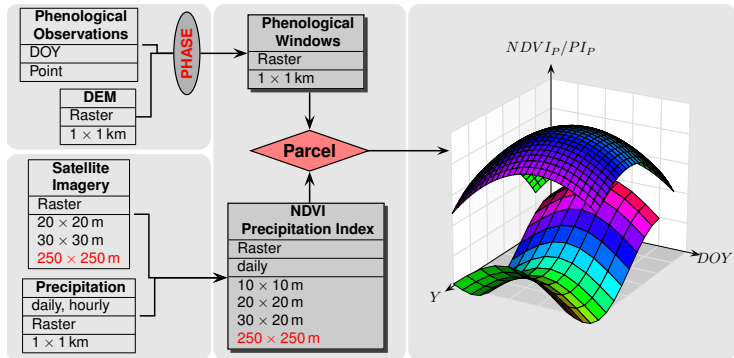 Phenological
Observations
DOY
Point
DEM
Raster
1 × 1 km
PHASE
Phenological
Windows
Raster
1 × 1 km
Parcel
Satellite
Imagery
Raster
20 × 20 m
30 × 30 m
250 × 250 m
Precipitation
daily, hourly
Raster
1 × 1 km
NDVI
Precipitation Index
Raster
daily
10 × 10 m
20 × 20 m
30 × 20 m
250 × 250 m
NDVI_P/PI_P
DOY
Y